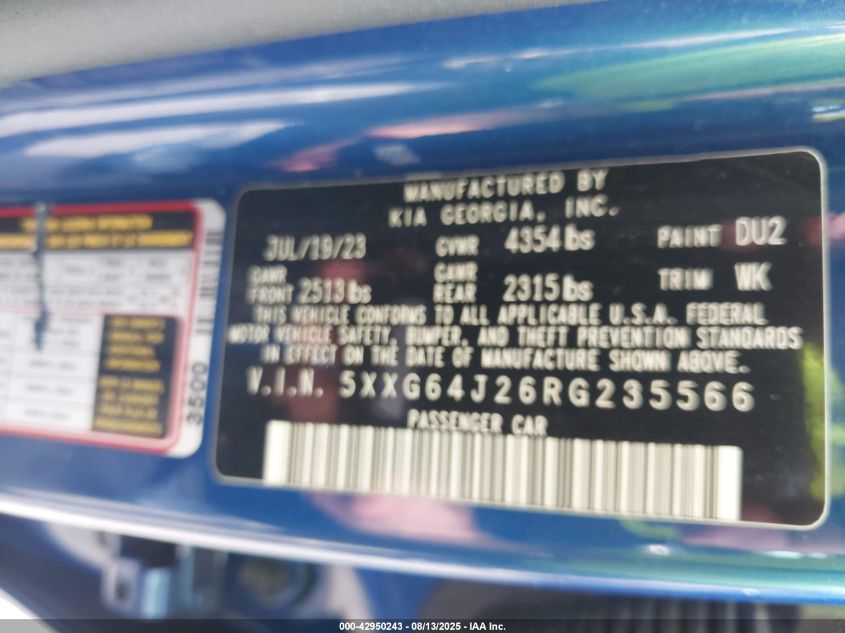 MANUFACTURED BY
KIA GEORGIA, INC.
JUL/19/23 GVWR 4354 lbs PAINT DU2
GAWR FRONT 2513 lbs GAWR REAR 2315 lbs TRIM WK
THIS VEHICLE CONFORMS TO ALL APPLICABLE U.S.A. FEDERAL
MOTOR VEHICLE SAFETY, BUMPER, AND THEFT PREVENTION STANDARDS
IN EFFECT ON THE DATE OF MANUFACTURE SHOWN ABOVE.
V.I.N. 5XXG64J26RG235566
PASSENGER CAR
3500
000-42950243 - 08/13/2025 - IAA Inc.